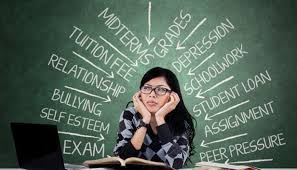 MIDTERMS
GRADES
TUITION FEE
DEPRESSION
RELATIONSHIP
SCHOOLWORK
BULLYING
STUDENT LOAN
SELF ESTEEM
ASSIGNMENT
EXAM
PEER PRESSURE